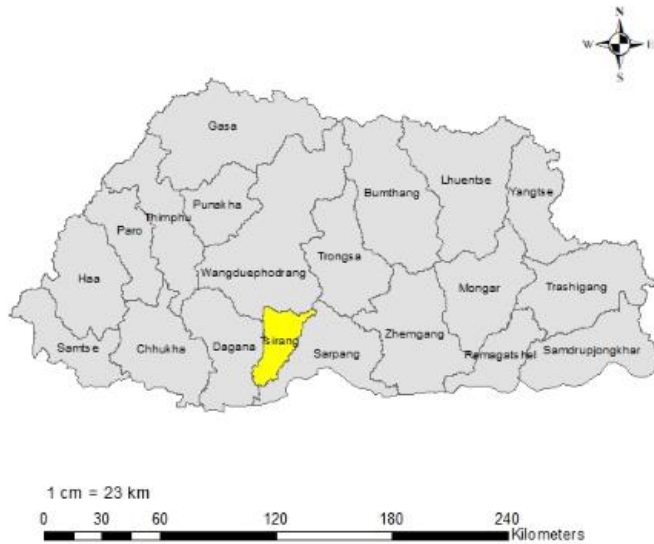 N
W E
S
Gasa
Lhuentse
Bumthang
Yangtse
Punakha
Thimphu
Paro
Trongsa
Wangduephodrang
Haa
Mongar
Trashigang
Tsirang
Zhemgang
Samtse
Chhukha
Dagana
Sarpang
Pemagatshel
Samdrupjongkhar
1 cm = 23 km
0 30 60 120 180 240
Kilometers